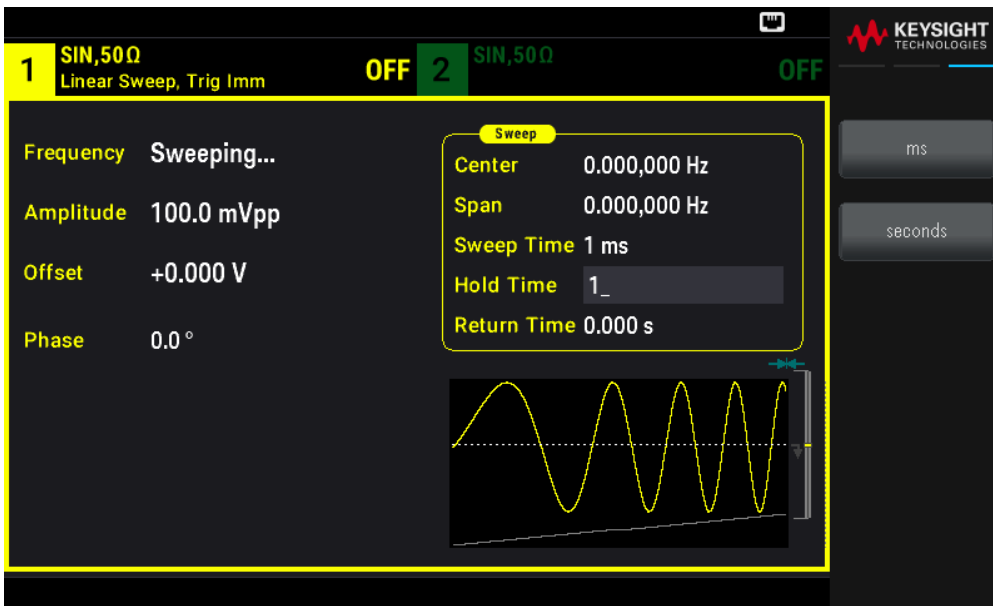 KEYSIGHT
TECHNOLOGIES
1
SIN,50Ω
Linear Sweep, Trig Imm
OFF
2
SIN,50Ω
OFF
Frequency Sweeping...
Amplitude 100.0 mVpp
Offset +0.000 V
Phase 0.0 °
Sweep
Center 0.000,000 Hz
Span 0.000,000 Hz
Sweep Time 1 ms
Hold Time 1_
Return Time 0.000 s
ms
seconds